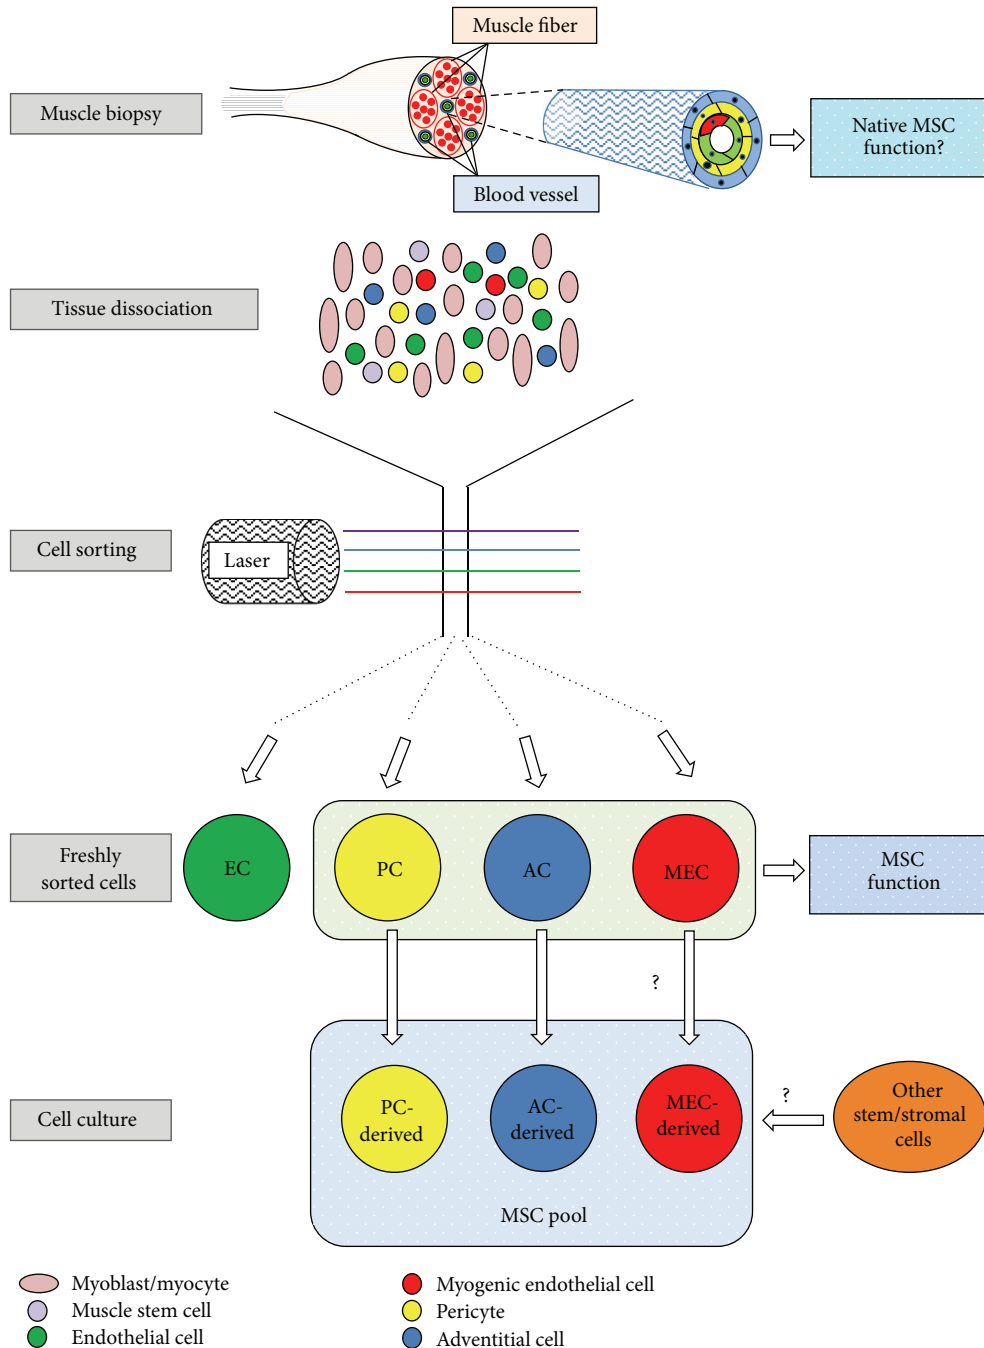 Muscle fiber
Muscle biopsy
Native MSC
function?
Blood vessel
Tissue dissociation
Cell sorting
Laser
Freshly
sorted cells
EC
PC
AC
MEC
MSC
function
?
Cell culture
PC-
derived
AC-
derived
MEC-
derived
?
Other
stem/stromal
cells
MSC pool
Myoblast/myocyte
Muscle stem cell
Endothelial cell
Myogenic endothelial cell
Pericyte
Adventitial cell